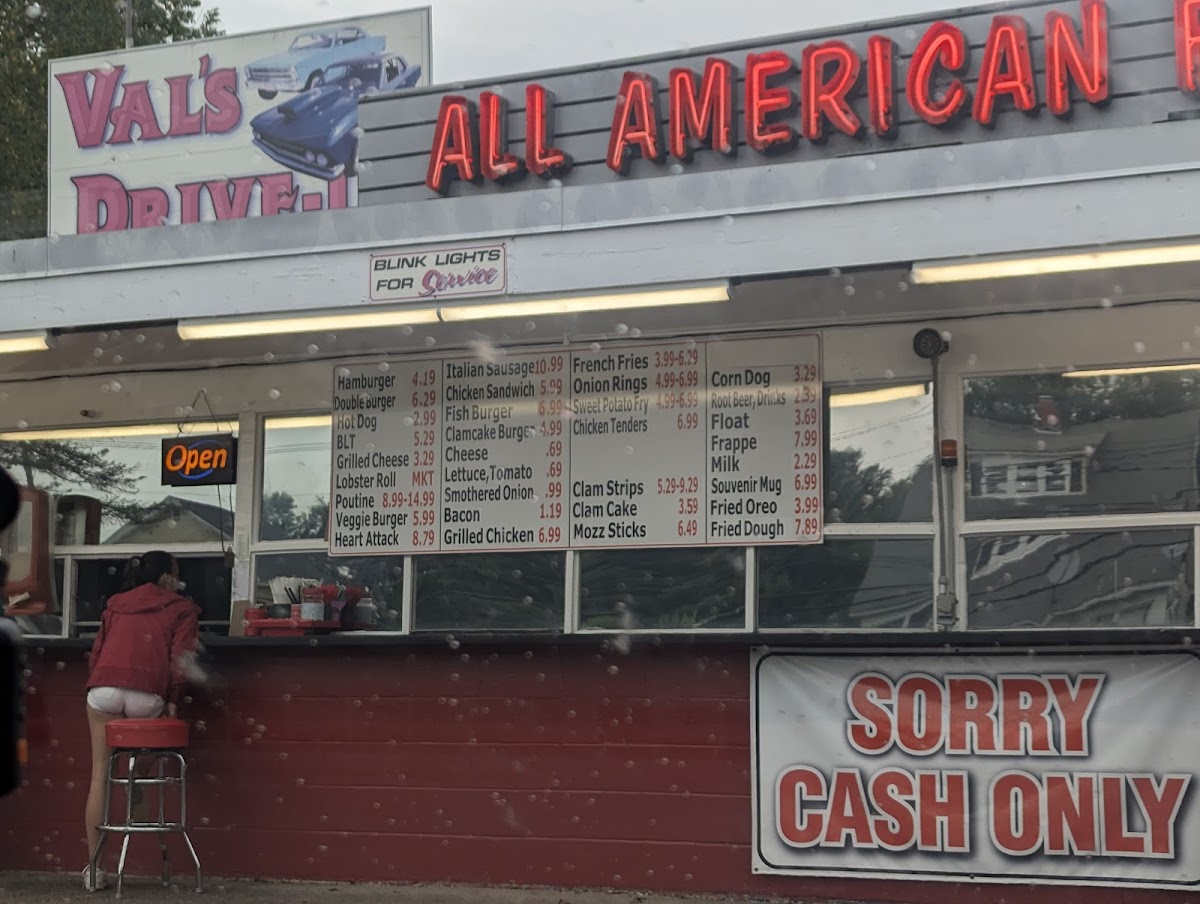 VAL'S
DRIVE-I
ALL AMERICAN F
BLINK LIGHTS
FOR Service
Open
Hamburger 4.19
Double Burger 6.29
Hot Dog 2.99
BLT 5.29
Grilled Cheese 3.29
Lobster Roll MKT
Poutine 8.99-14.99
Veggie Burger 5.99
Heart Attack 8.79
Italian Sausage 10.99
Chicken Sandwich 5.99
Fish Burger 6.99
Clamcake Burger 4.99
Cheese .69
Lettuce,Tomato .69
Smothered Onion .99
Bacon 1.19
Grilled Chicken 6.99
French Fries 3.99-6.29
Onion Rings 4.99-6.99
Sweet Potato Fry 4.99-6.99
Chicken Tenders 6.99
Clam Strips 5.29-9.29
Clam Cake 3.59
Mozz Sticks 6.49
Corn Dog 3.29
Root Beer, Drinks 2.39
Float 3.69
Frappe 7.99
Milk 2.29
Souvenir Mug 6.99
Fried Oreo 3.99
Fried Dough 7.89
SORRY
CASH ONLY